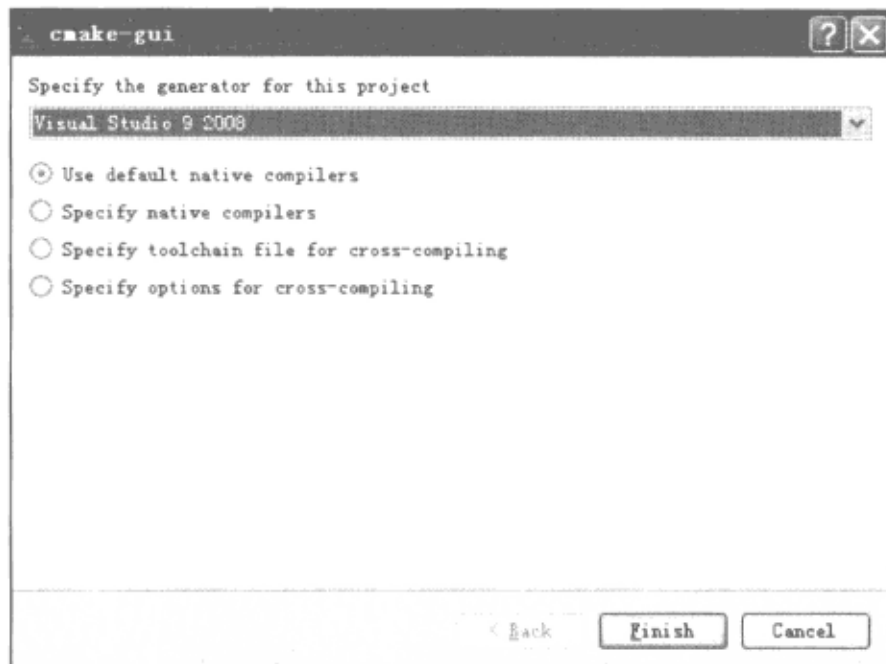 cmake-gui
Specify the generator for this project
Visual Studio 9 2008
Use default native compilers
Specify native compilers
Specify toolchain file for cross-compiling
Specify options for cross-compiling
< Back Finish Cancel